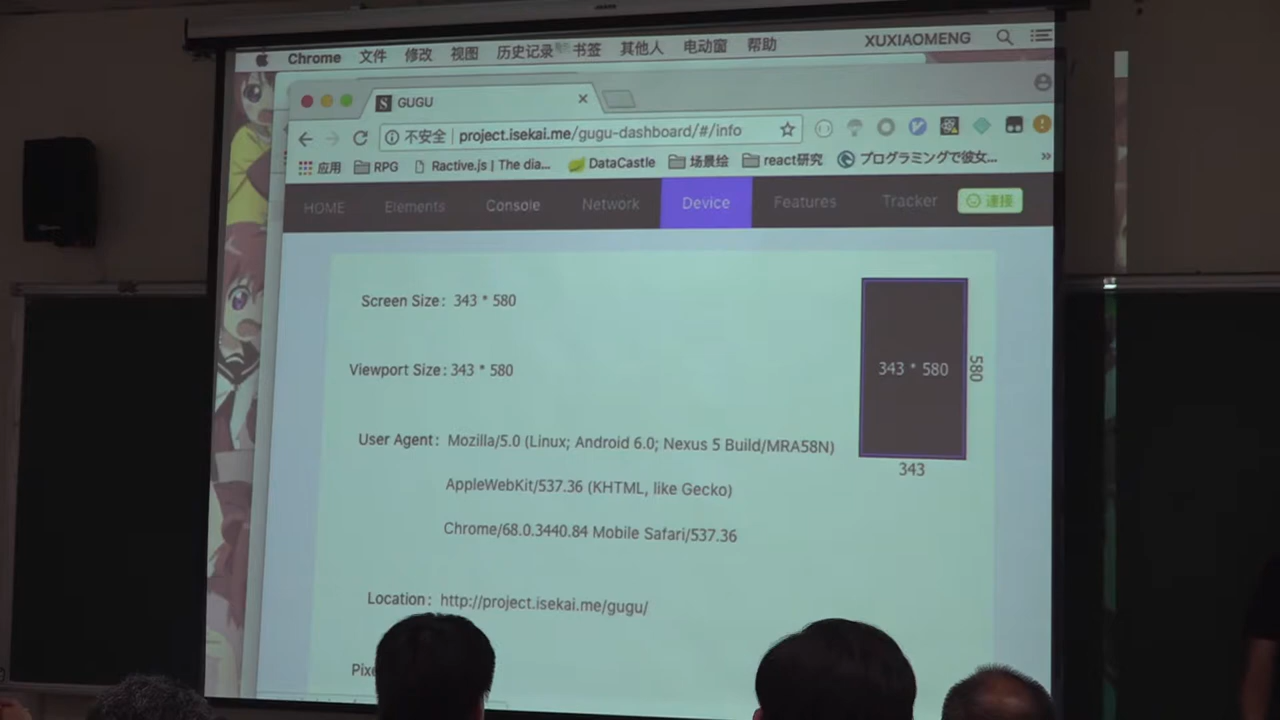 Chrome 文件 修改 视图 历史记录 书签 其他人 电动窗 帮助 XUXIAOMENG
S GUGU
不安全 | project.isekai.me/gugu-dashboard/#/info
应用 RPG Ractive.js | The dia... DataCastle 场景绘 react研究 プログラミングで彼女... »
HOME Elements Console Network Device Features Tracker 連接
Screen Size: 343 * 580
Viewport Size: 343 * 580
343 * 580
580
343
User Agent: Mozilla/5.0 (Linux; Android 6.0; Nexus 5 Build/MRA58N)
AppleWebKit/537.36 (KHTML, like Gecko)
Chrome/68.0.3440.84 Mobile Safari/537.36
Location: http://project.isekai.me/gugu/